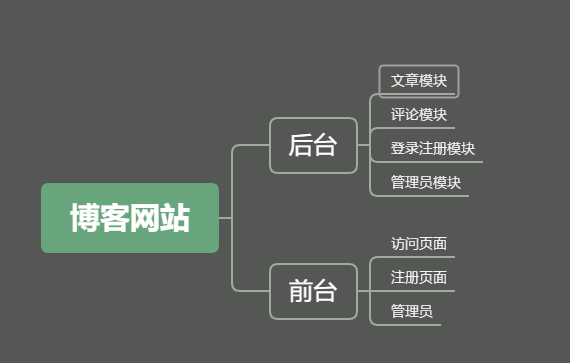 博客网站
后台
文章模块
评论模块
登录注册模块
管理员模块
前台
访问页面
注册页面
管理员